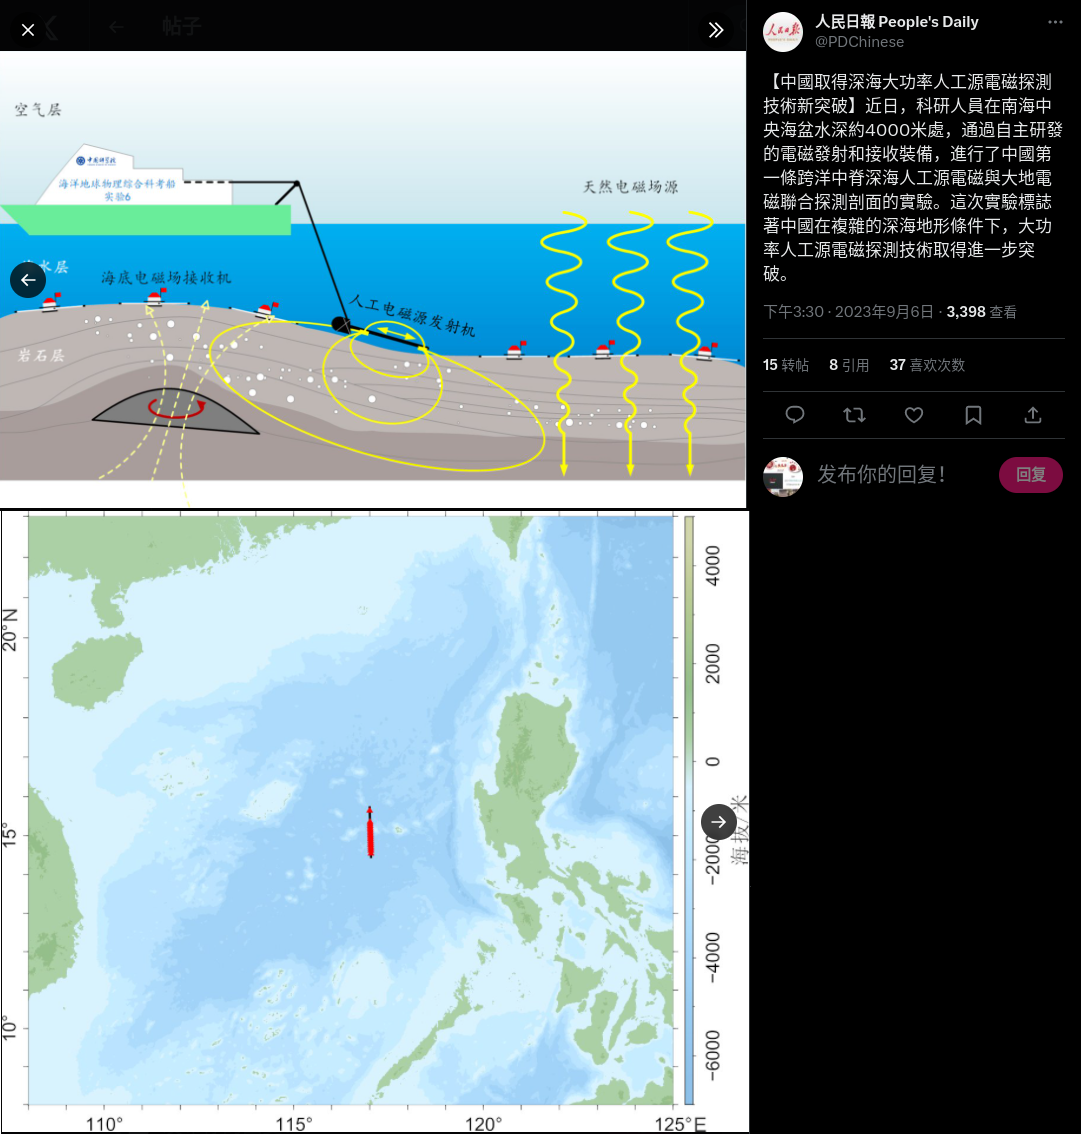 帖子
空气层
中国科学院
海洋地球物理综合科考船
实验6
天然电磁场源
海水层
海底电磁场接收机
人工电磁源发射机
岩石层
人民日報 People's Daily
@PDChinese
【中國取得深海大功率人工源電磁探測
技術新突破】近日，科研人員在南海中
央海盆水深約4000米處，通過自主研發
的電磁發射和接收裝備，進行了中國第
一條跨洋中脊深海人工源電磁與大地電
磁聯合探測剖面的實驗。這次實驗標誌
著中國在複雜的深海地形條件下，大功
率人工源電磁探測技術取得進一步突
破。
下午3:30 · 2023年9月6日 · 3,398 查看
15 转帖 8 引用 37 喜欢次数
发布你的回复！
回复
20°N
15°
10°
110°
115°
120°
125°E
4000
2000
0
−2000
−4000
−6000
海拔/米